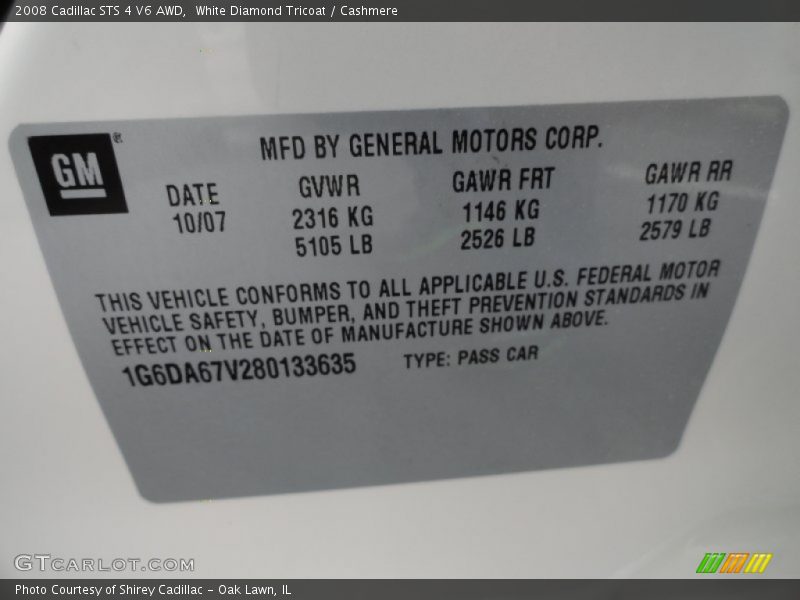 2008 Cadillac STS 4 V6 AWD, White Diamond Tricoat / Cashmere
GM®
MFD BY GENERAL MOTORS CORP.
DATE GVWR GAWR FRT GAWR RR
10/07 2316 KG 1146 KG 1170 KG
5105 LB 2526 LB 2579 LB
THIS VEHICLE CONFORMS TO ALL APPLICABLE U.S. FEDERAL MOTOR
VEHICLE SAFETY, BUMPER, AND THEFT PREVENTION STANDARDS IN
EFFECT ON THE DATE OF MANUFACTURE SHOWN ABOVE.
1G6DA67V280133635 TYPE: PASS CAR
GTCARLOT.COM
Photo Courtesy of Shirey Cadillac - Oak Lawn, IL